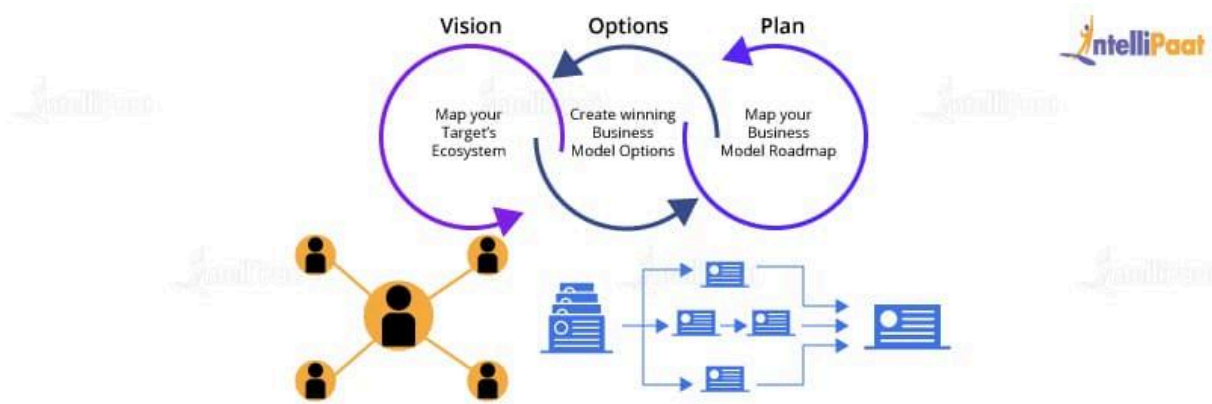 Vision
Options
Plan
IntelliPaat
Map your
Target's
Ecosystem
Create winning
Business
Model Options
Map your
Business
Model Roadmap